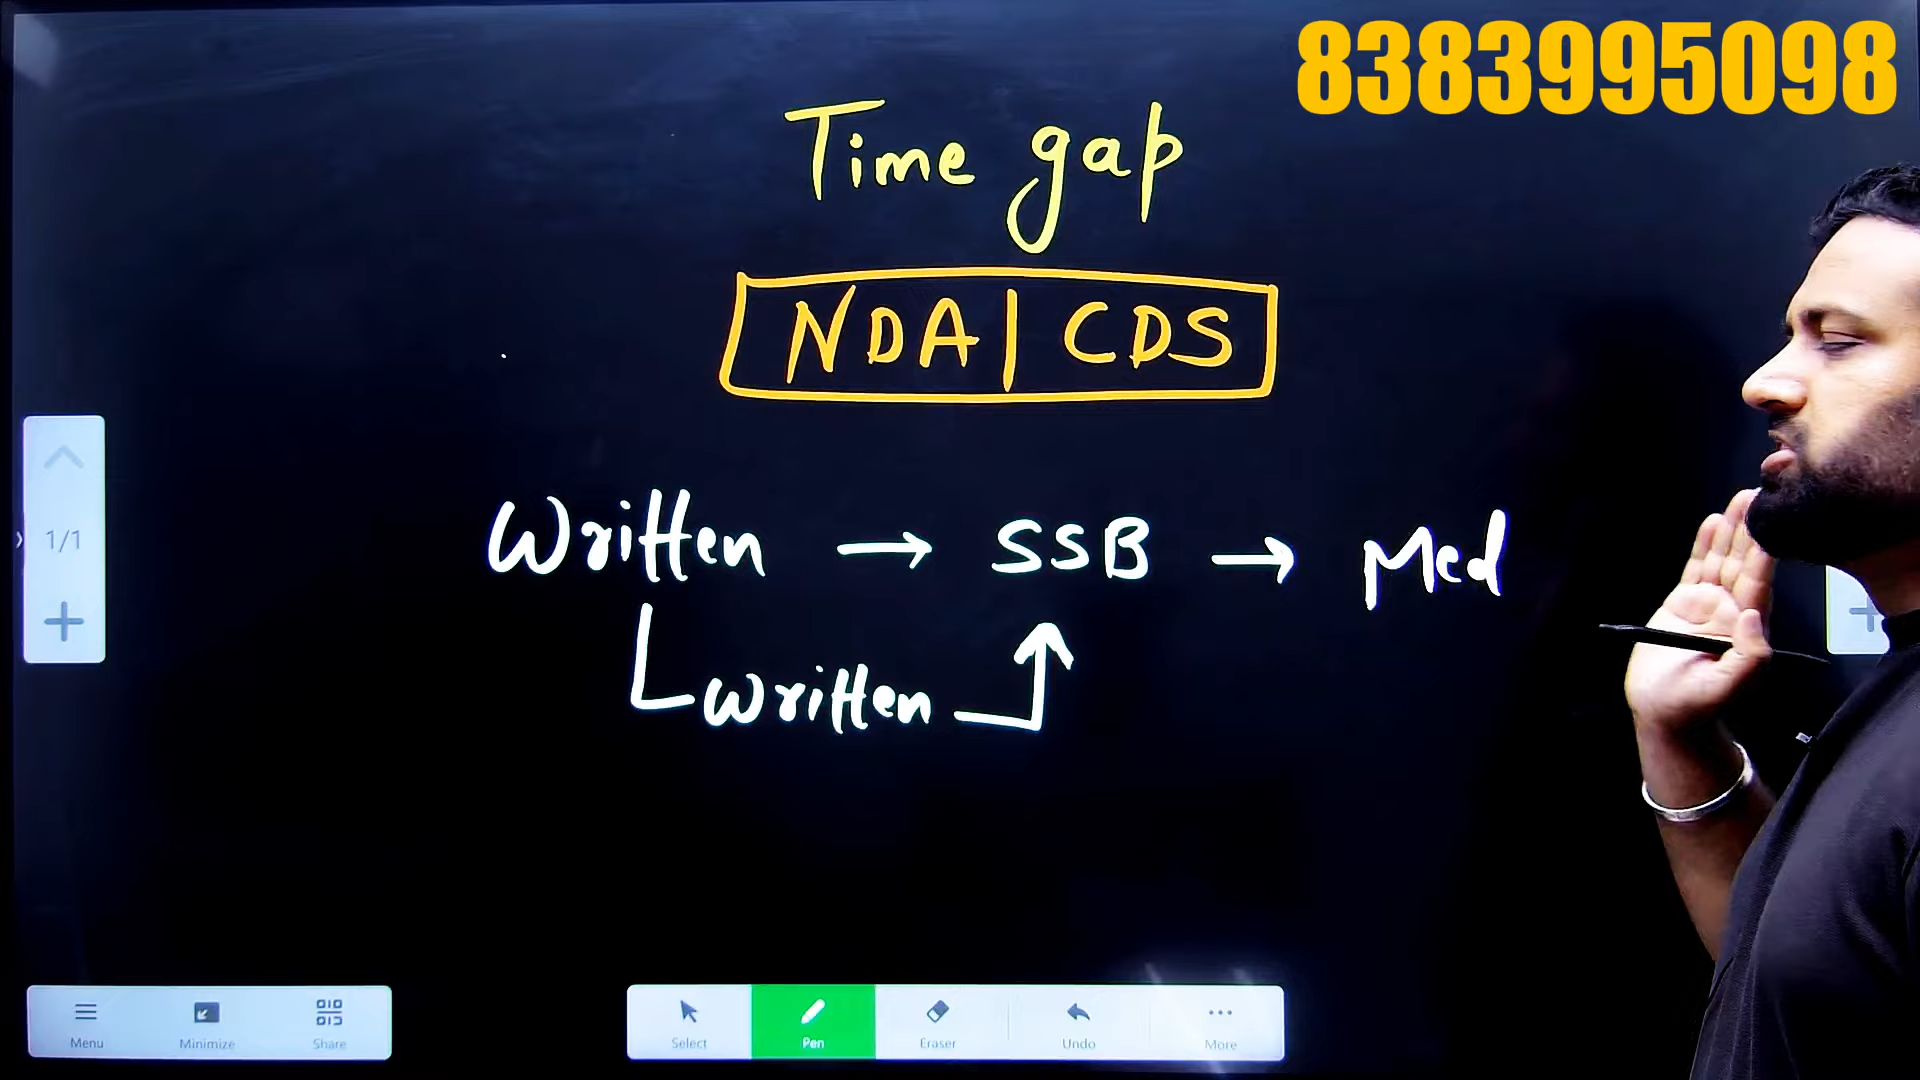 8383995098
Time gap
NDA | CDS
Written → SSB → Med
Written
1/1
Menu Minimize Share
Select Pen Eraser Undo More